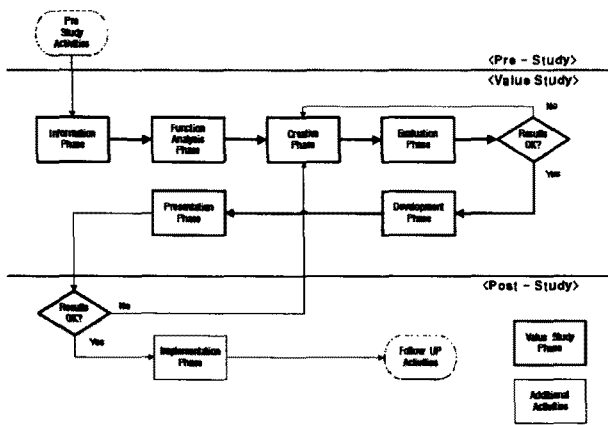 Pre
Study
Activities
<Pre - Study>
<Value Study>
No
Information
Phase
Function
Analysis
Phase
Creative
Phase
Evaluation
Phase
Results
OK?
Yes
Presentation
Phase
Development
Phase
<Post - Study>
Results
OK?
No
Yes
Implementation
Phase
Follow UP
Activities
Value Study
Phase
Additional
Activities